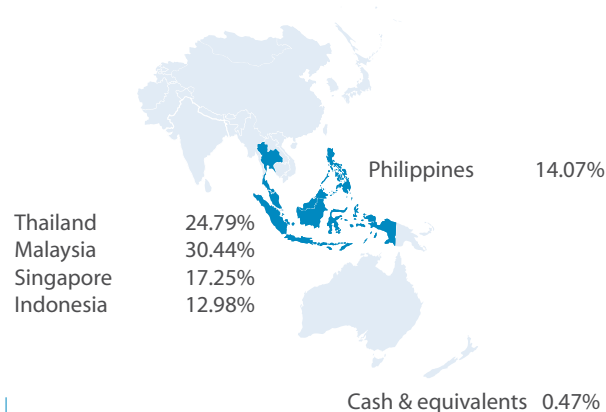 Philippines 14.07%
Thailand 24.79%
Malaysia 30.44%
Singapore 17.25%
Indonesia 12.98%
Cash & equivalents 0.47%